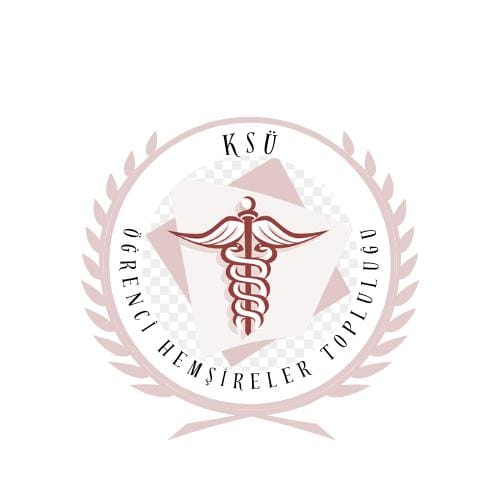 KSÜ
ÖĞRENCİ HEMŞİRELER TOPLULUĞU